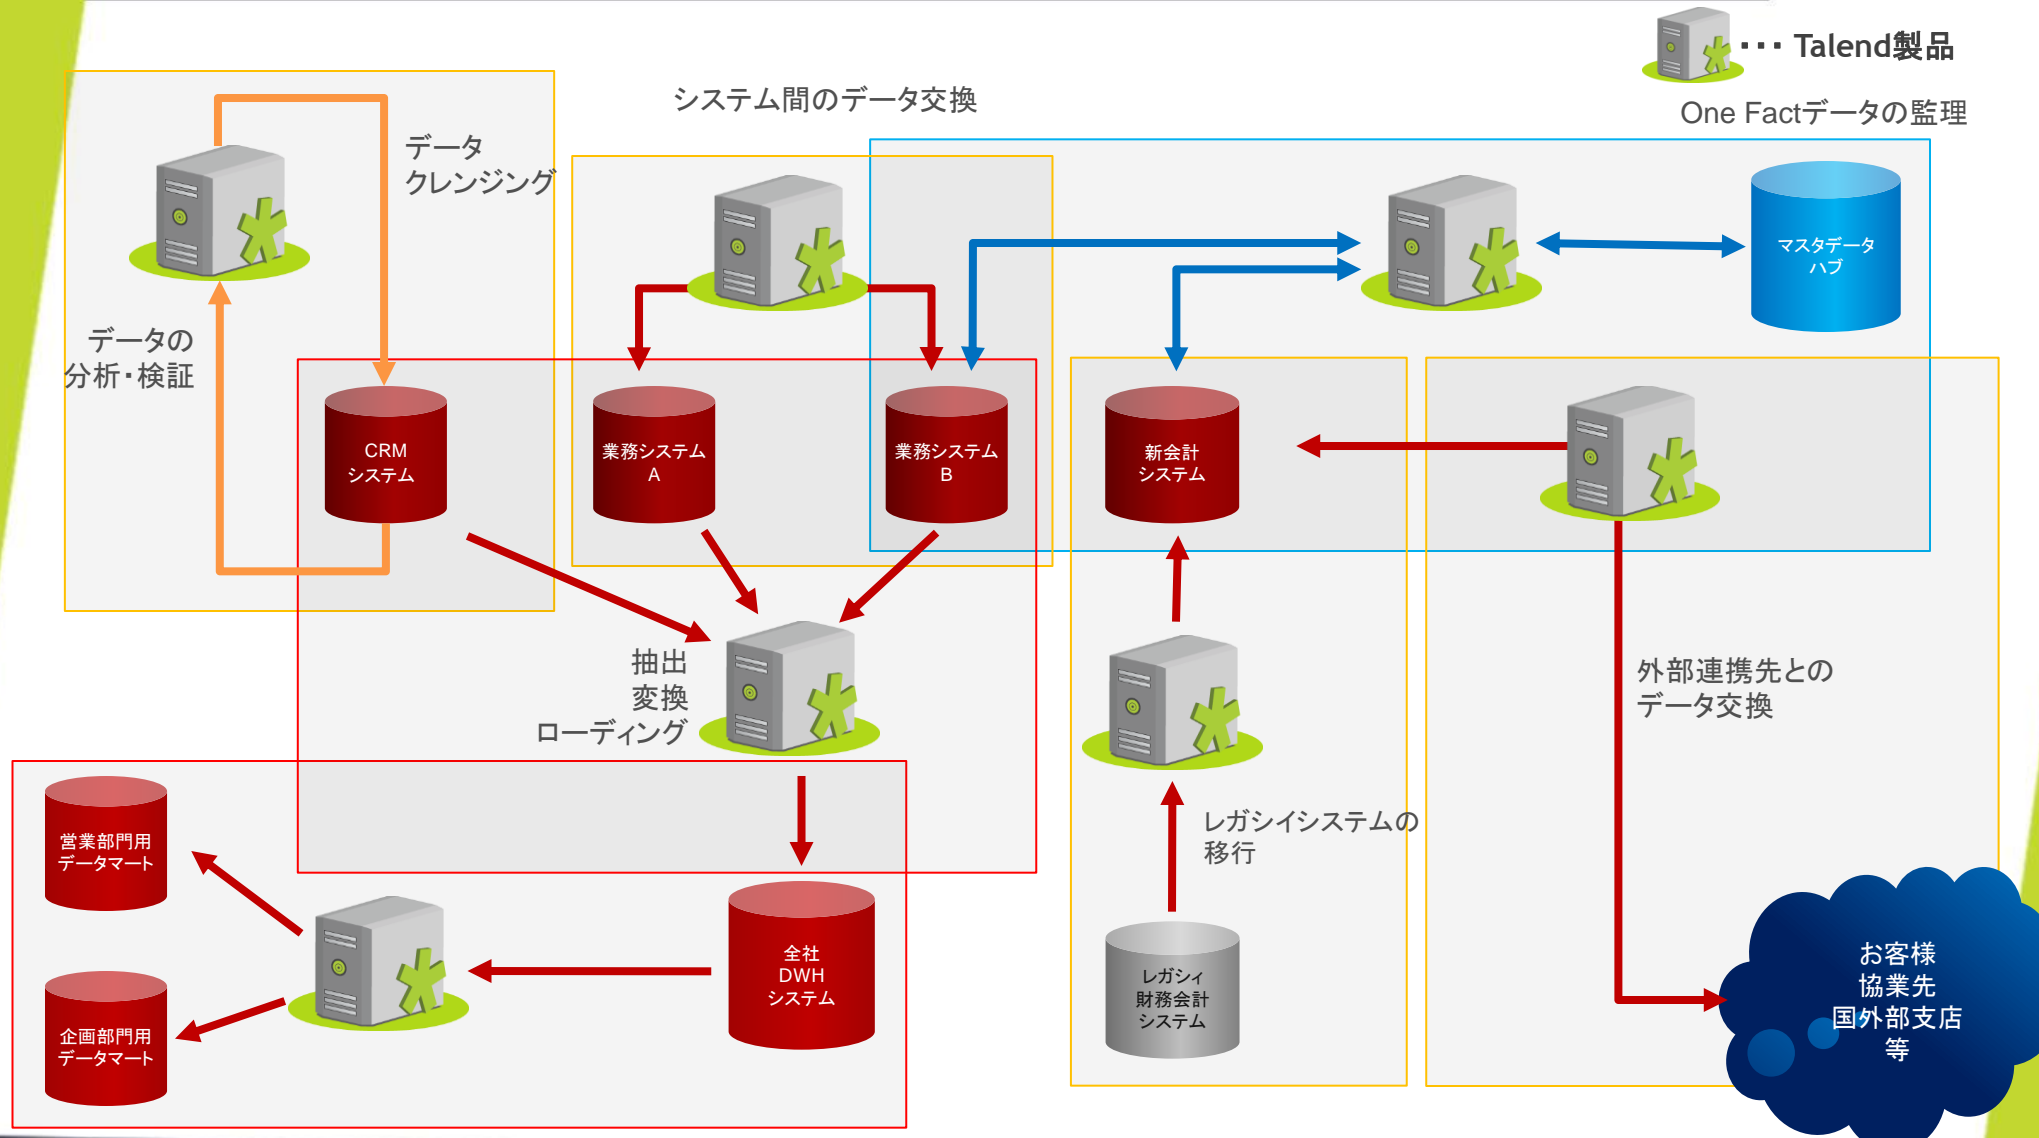 ・・・ Talend製品
One Factデータの監理
システム間のデータ交換
データ
クレンジング
データの
分析・検証
マスタデータ
ハブ
CRM
システム
業務システム
A
業務システム
B
新会計
システム
抽出
変換
ローディング
外部連携先との
データ交換
レガシイシステムの
移行
営業部門用
データマート
企画部門用
データマート
全社
DWH
システム
レガシィ
財務会計
システム
お客様
協業先
国外部支店
等